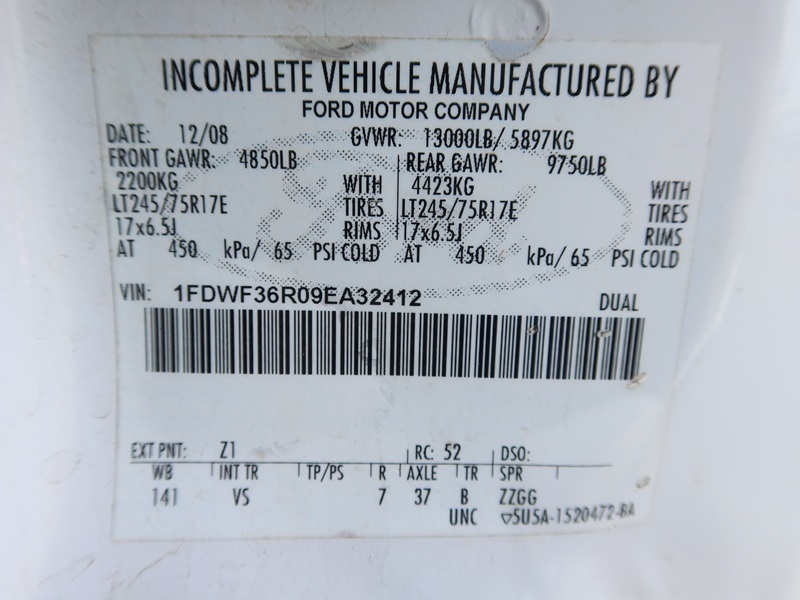 INCOMPLETE VEHICLE MANUFACTURED BY
FORD MOTOR COMPANY
DATE: 12/08 GVWR: 13000LB/ 5897KG
FRONT GAWR: 4850LB REAR GAWR: 9750LB
2200KG WITH 4423KG WITH
LT245/75R17E TIRES LT245/75R17E TIRES
17x6.5J RIMS 17x6.5J RIMS
AT 450 kPa/ 65 PSI COLD AT 450 kPa/ 65 PSI COLD
VIN: 1FDWF36R09EA32412 DUAL
EXT PNT: Z1 RC: 52 DSO:
WB INT TR TP/PS R AXLE TR SPR
141 VS 7 37 B ZZGG
UNC ▽5U5A-1520472-BA